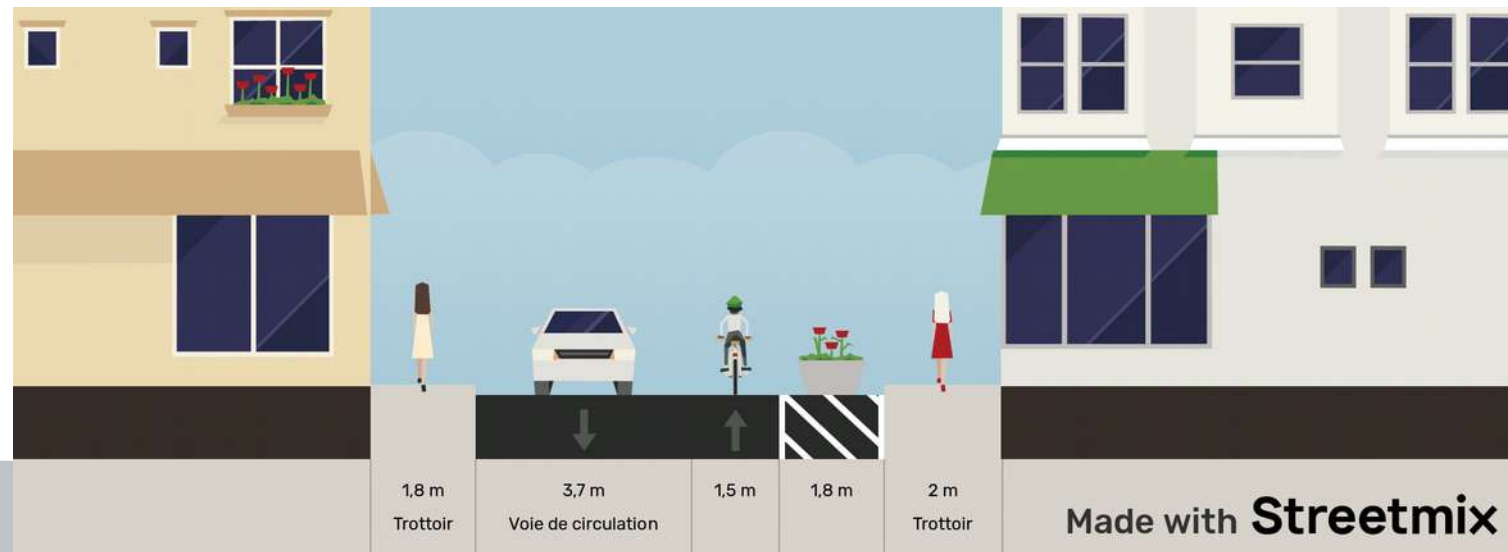 1,8 m
Trottoir
3,7 m
Voie de circulation
1,5 m
1,8 m
2 m
Trottoir
Made with Streetmix